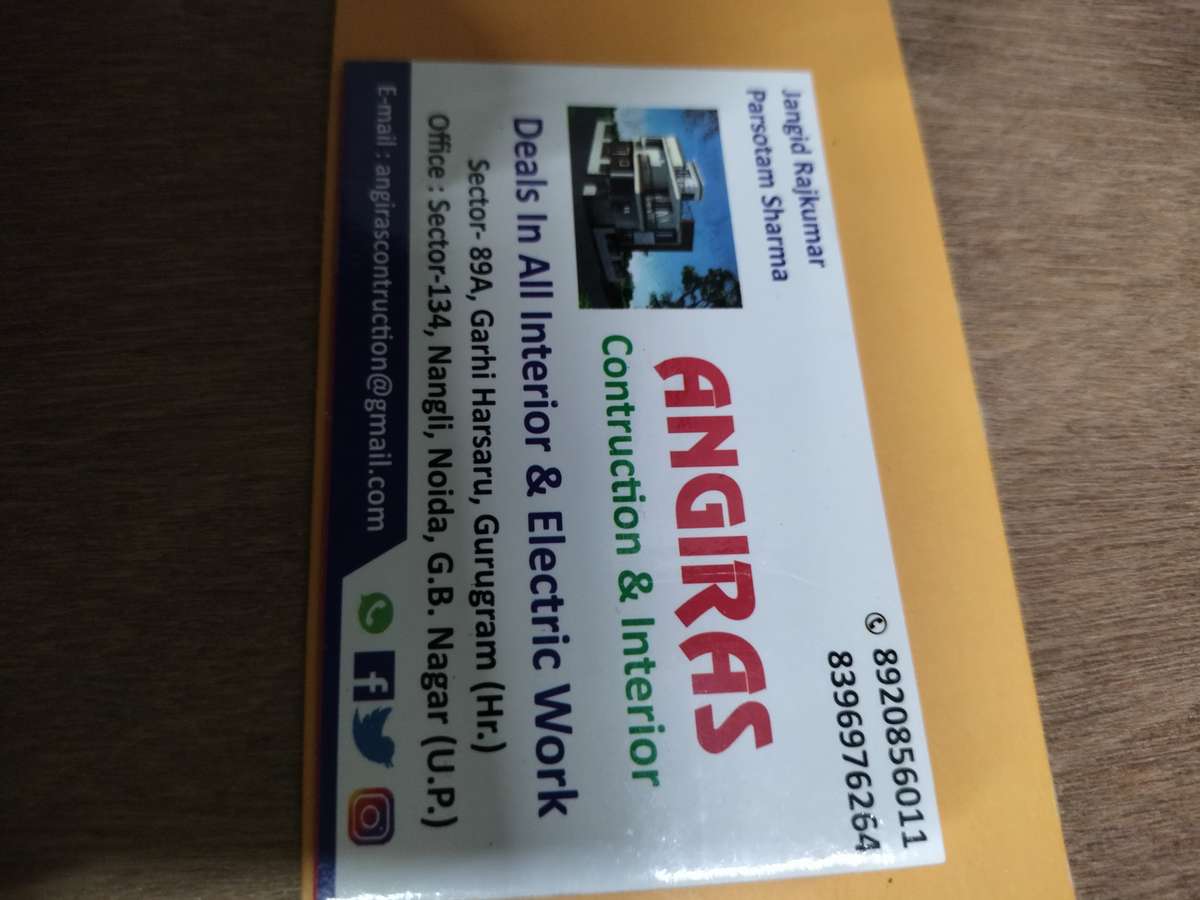 Jangid Rajkumar
Parsotam Sharma
8920856011
8396976264
ANGIRAS
Contruction & Interior
Deals In All Interior & Electric Work
Sector- 89A, Garhi Harsaru, Gurugram (Hr.)
Office : Sector-134, Nangli, Noida, G.B. Nagar (U.P.)
E-mail : angirascontruction@gmail.com